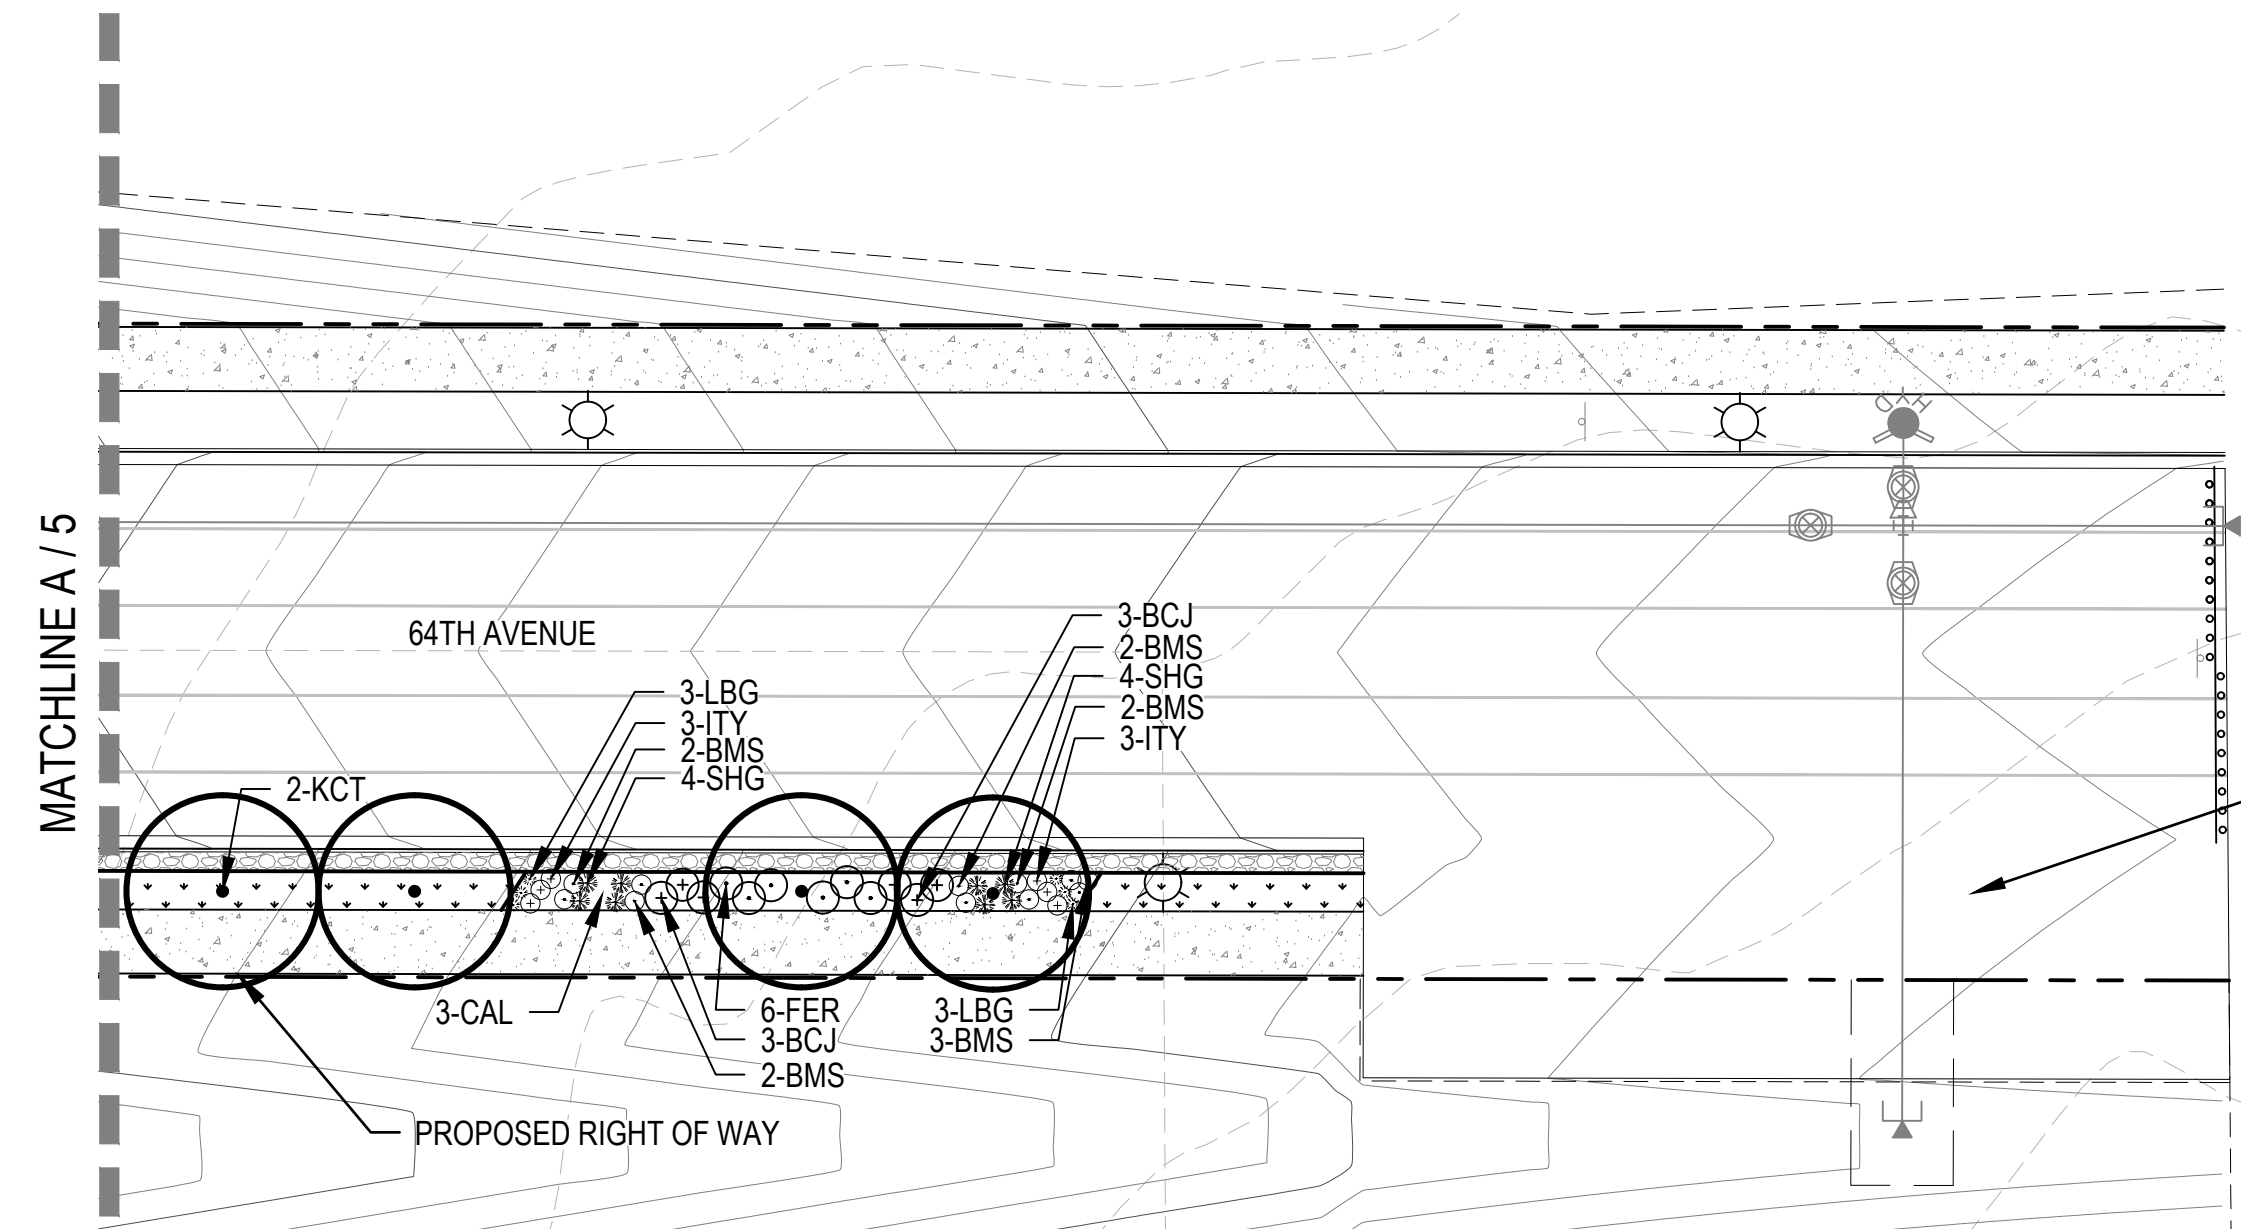 HYD
MATCHLINE A / 5
64TH AVENUE
3-BCJ
2-BMS
4-SHG
2-BMS
3-ITY
3-LBG
3-ITY
2-BMS
4-SHG
2-KCT
3-CAL
6-FER
3-BCJ
2-BMS
3-LBG
3-BMS
PROPOSED RIGHT OF WAY